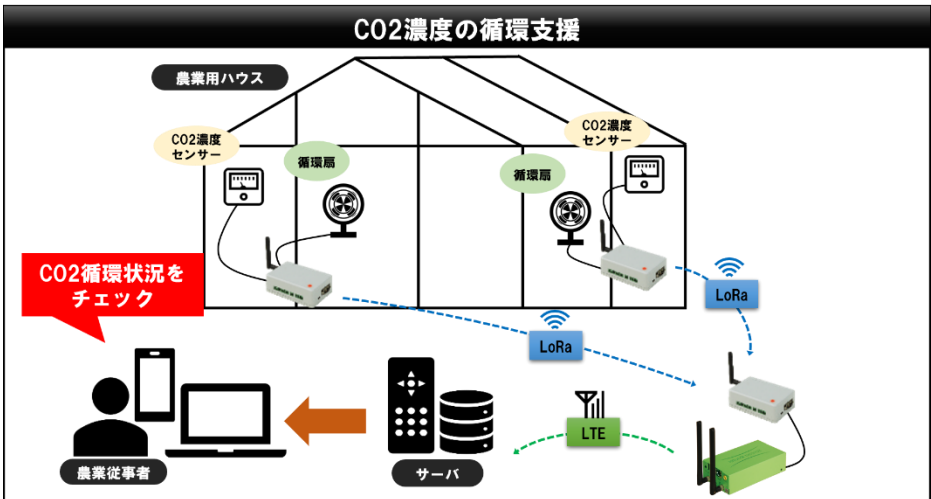 CO2濃度の循環支援
農業用ハウス
CO2濃度
センサー
循環扇
CO2濃度
センサー
循環扇
CO2循環状況を
チェック
LoRa
LoRa
LTE
農業従事者
サーバ